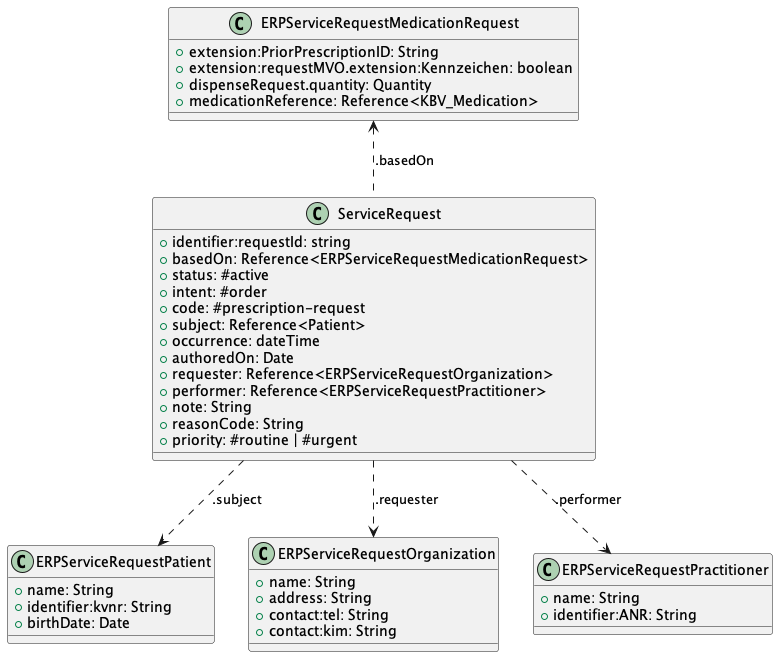 C ERPServiceRequestMedicationRequest
extension:PriorPrescriptionID: String
extension:requestMVO.extension:Kennzeichen: boolean
dispenseRequest.quantity: Quantity
medicationReference: Reference<KBV_Medication>
.basedOn
C ServiceRequest
identifier:requestId: string
basedOn: Reference<ERPServiceRequestMedicationRequest>
status: #active
intent: #order
code: #prescription-request
subject: Reference<Patient>
occurrence: dateTime
authoredOn: Date
requester: Reference<ERPServiceRequestOrganization>
performer: Reference<ERPServiceRequestPractitioner>
note: String
reasonCode: String
priority: #routine | #urgent
.subject
.requester
.performer
C ERPServiceRequestPatient
name: String
identifier:kvnr: String
birthDate: Date
C ERPServiceRequestOrganization
name: String
address: String
contact:tel: String
contact:kim: String
C ERPServiceRequestPractitioner
name: String
identifier:ANR: String